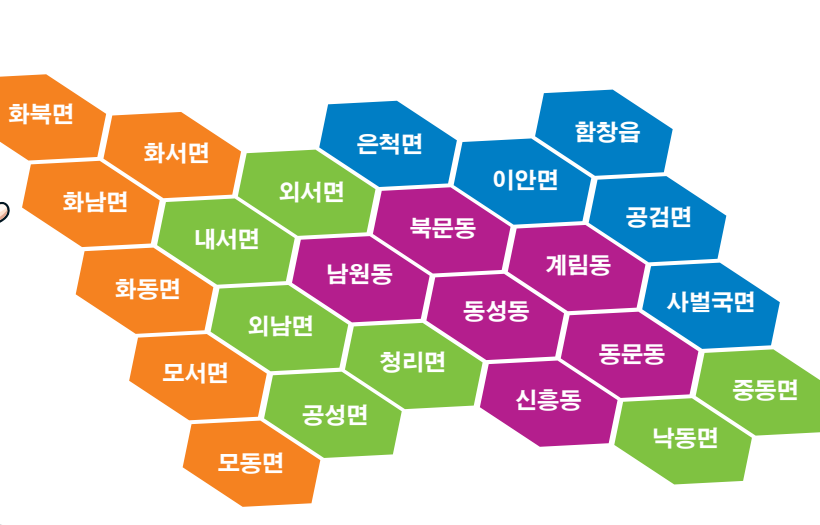 화북면
함창읍
은척면
화서면
이안면
외서면
화남면
공검면
북문동
내서면
계림동
남원동
화동면
사벌국면
동성동
외남면
동문동
청리면
모서면
중동면
신흥동
공성면
낙동면
모동면